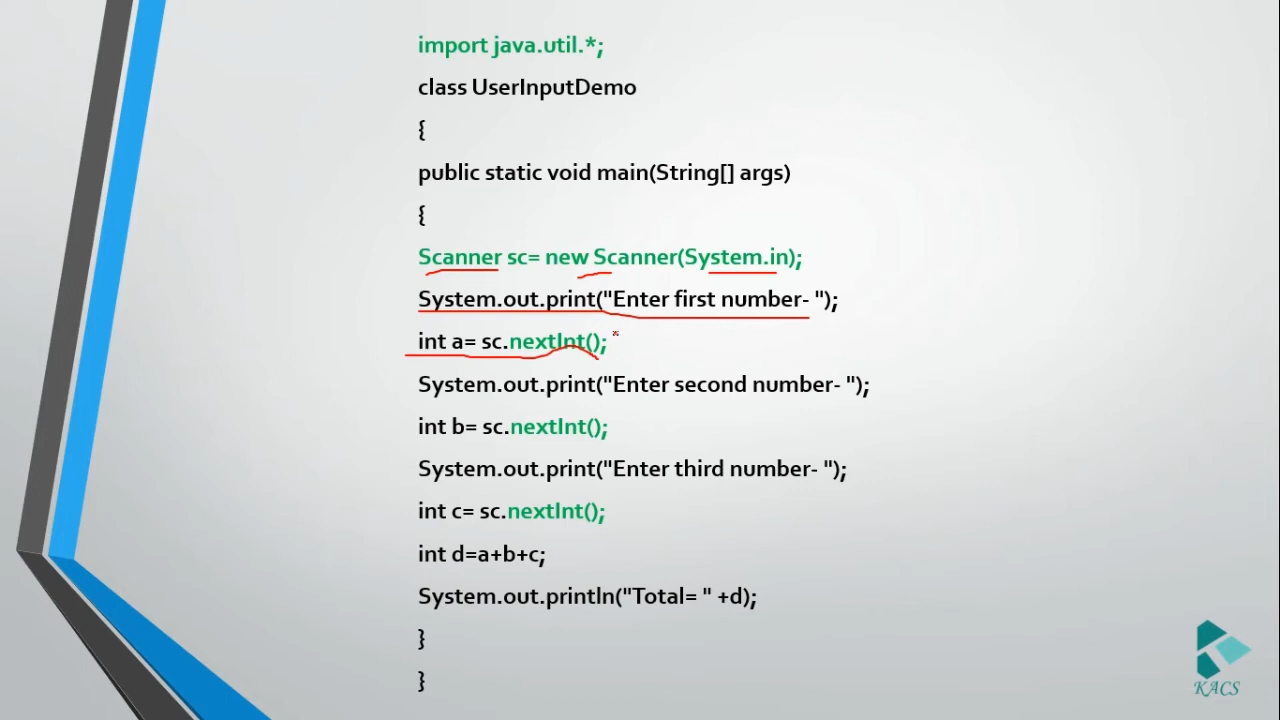 import java.util.*;
class UserInputDemo
{
public static void main(String[] args)
{
Scanner sc= new Scanner(System.in);
System.out.print("Enter first number- ");
int a= sc.nextInt();
System.out.print("Enter second number- ");
int b= sc.nextInt();
System.out.print("Enter third number- ");
int c= sc.nextInt();
int d=a+b+c;
System.out.println("Total= " +d);
}
}
KACS